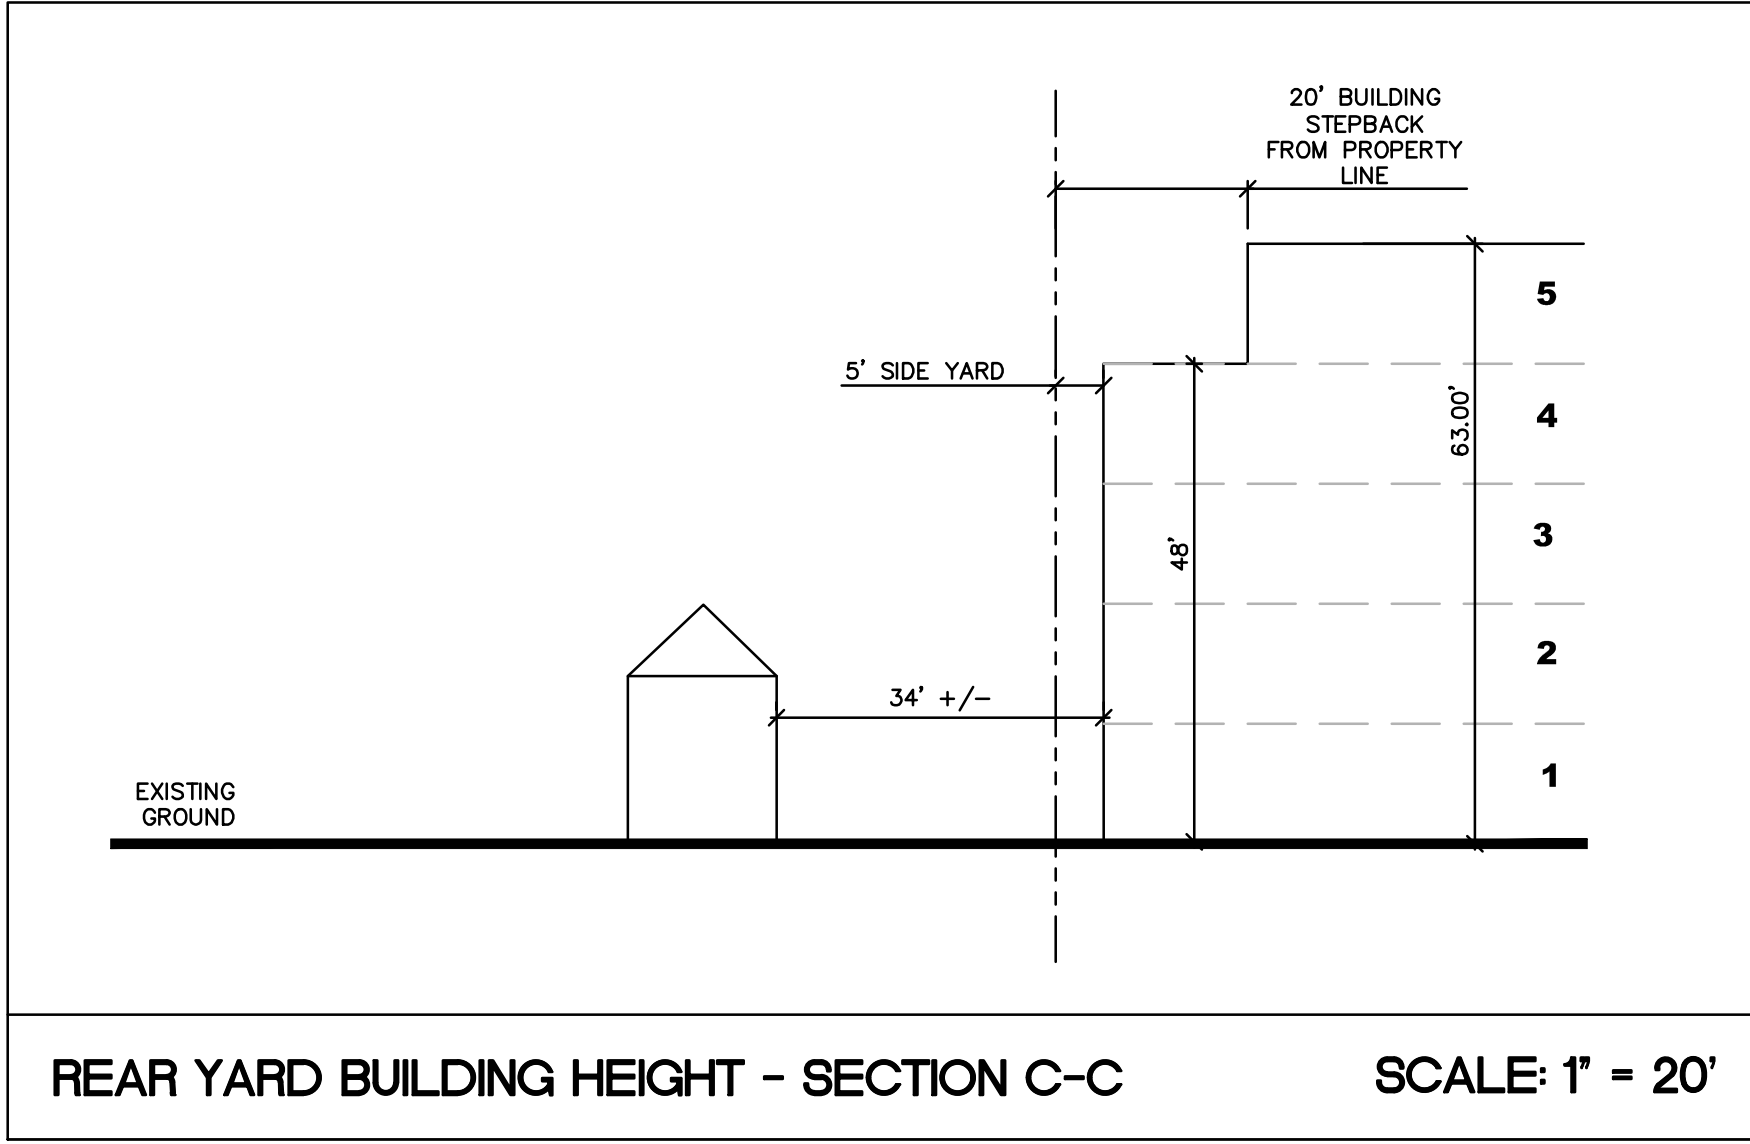 20' BUILDING
STEPBACK
FROM PROPERTY
LINE
5
5' SIDE YARD
4
63.00'
3
48'
2
34' +/-
1
EXISTING
GROUND
REAR YARD BUILDING HEIGHT - SECTION C-C
SCALE: 1" = 20'